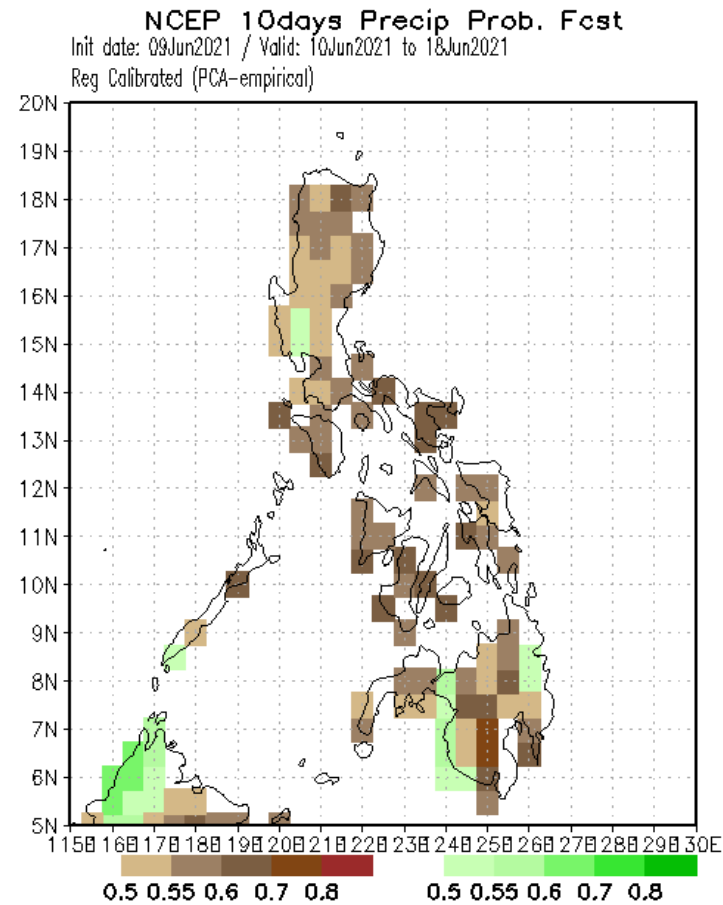 NCEP 10days Precip Prob. Fcst
Init date: 09Jun2021 / Valid: 10Jun2021 to 18Jun2021
Reg Calibrated (PCA-empirical)
20N
19N
18N
17N
16N
15N
14N
13N
12N
11N
10N
9N
8N
7N
6N
5N
115E 116E 117E 118E 119E 120E 121E 122E 123E 124E 125E 126E 127E 128E 129E 130E
0.5 0.55 0.6 0.7 0.8 0.5 0.55 0.6 0.7 0.8